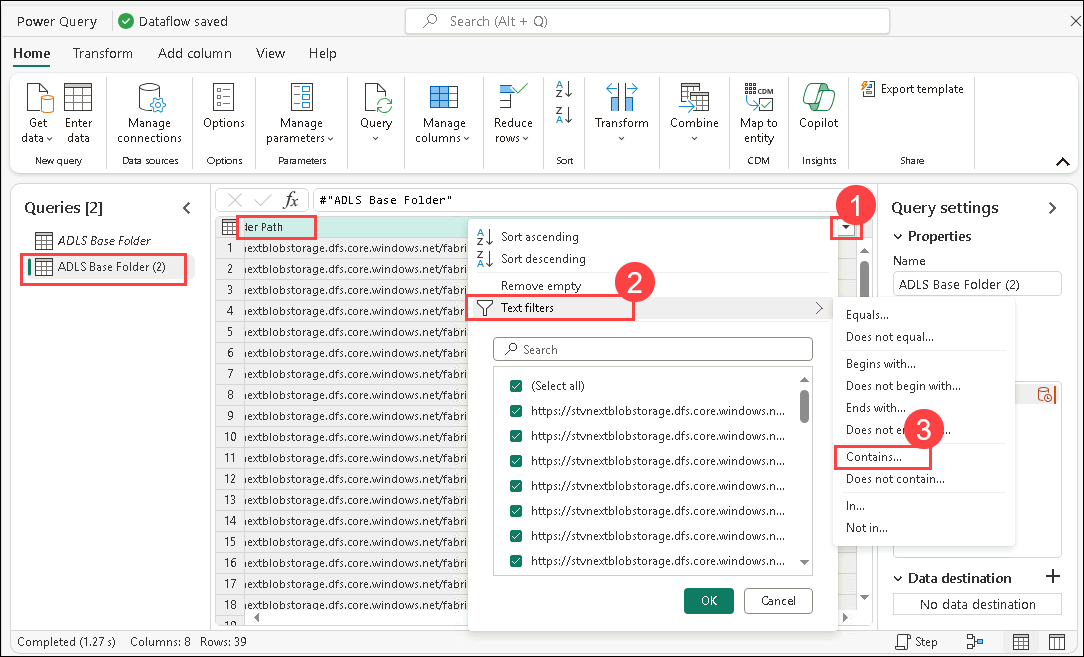 Power Query
Dataflow saved
Search (Alt + Q)
Home Transform Add column View Help
Get data
Enter data
New query
Manage connections
Data sources
Options
Options
Manage parameters
Parameters
Query
Manage columns
Reduce rows
Sort
Transform
Combine
CDM
Map to entity
CDM
Copilot
Insights
Export template
Share
Queries [2]
ADLS Base Folder
ADLS Base Folder (2)
fx
#"ADLS Base Folder"
der Path
1
1 nextblobstorage.dfs.core.windows.net/fabri
2 nextblobstorage.dfs.core.windows.net/fabri
3 nextblobstorage.dfs.core.windows.net/fabri
4 nextblobstorage.dfs.core.windows.net/fabri
5 nextblobstorage.dfs.core.windows.net/fabri
6 nextblobstorage.dfs.core.windows.net/fabri
7 nextblobstorage.dfs.core.windows.net/fabri
8 nextblobstorage.dfs.core.windows.net/fabri
9 nextblobstorage.dfs.core.windows.net/fabri
10 nextblobstorage.dfs.core.windows.net/fabri
11 nextblobstorage.dfs.core.windows.net/fabri
12 nextblobstorage.dfs.core.windows.net/fabri
13 nextblobstorage.dfs.core.windows.net/fabri
14 nextblobstorage.dfs.core.windows.net/fabri
15 nextblobstorage.dfs.core.windows.net/fabri
16 nextblobstorage.dfs.core.windows.net/fabri
17 nextblobstorage.dfs.core.windows.net/fabri
18 nextblobstorage.dfs.core.windows.net/fabri
19
Sort ascending
Sort descending
Remove empty
2
Text filters
Search
(Select all)
https://stvnextblobstorage.dfs.core.windows.n...
https://stvnextblobstorage.dfs.core.windows.n...
https://stvnextblobstorage.dfs.core.windows.n...
https://stvnextblobstorage.dfs.core.windows.n...
https://stvnextblobstorage.dfs.core.windows.n...
https://stvnextblobstorage.dfs.core.windows.n...
https://stvnextblobstorage.dfs.core.windows.n...
OK Cancel
Equals...
Does not equal...
Begins with...
Does not begin with...
Ends with...
Does not en
3
Contains...
Does not contain...
In...
Not in...
Query settings
Properties
Name
ADLS Base Folder (2)
Data destination
No data destination
Completed (1.27 s) Columns: 8 Rows: 39
Step